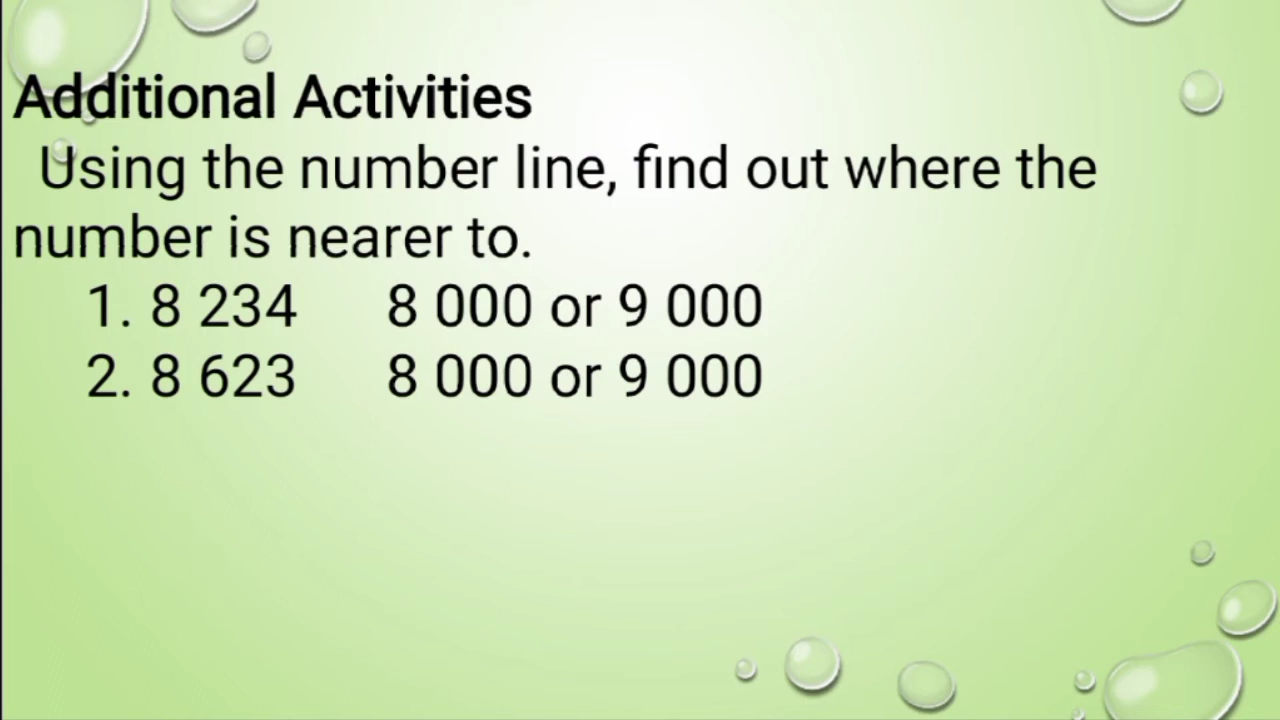 Additional Activities
Using the number line, find out where the
number is nearer to.
1. 8 234 8 000 or 9 000
2. 8 623 8 000 or 9 000